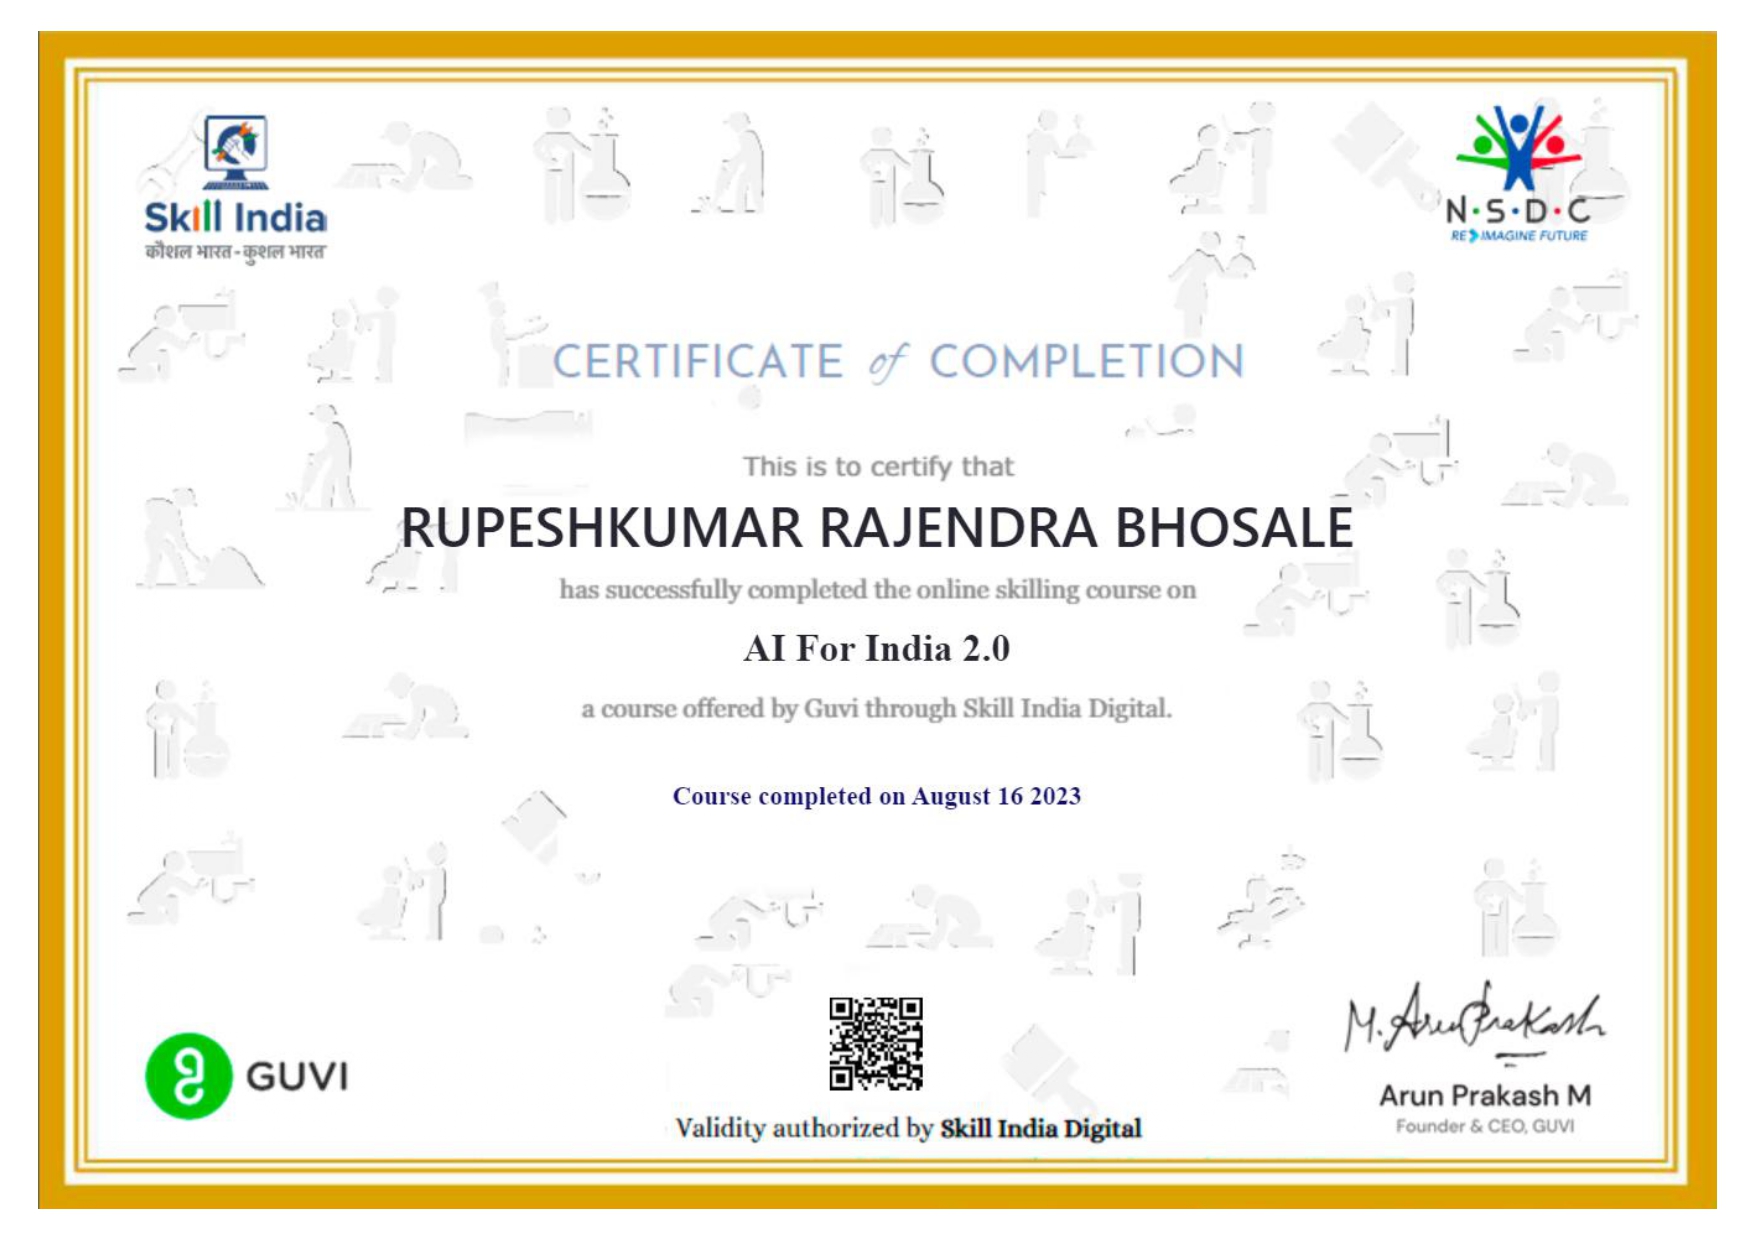 Skill India
कौशल भारत - कुशल भारत
N·S·D·C
RE IMAGINE FUTURE
CERTIFICATE of COMPLETION
This is to certify that
RUPESHKUMAR RAJENDRA BHOSALE
has successfully completed the online skilling course on
AI For India 2.0
a course offered by Guvi through Skill India Digital.
Course completed on August 16 2023
GUVI
Validity authorized by Skill India Digital
M. Arun Prakash
Arun Prakash M
Founder & CEO, GUVI